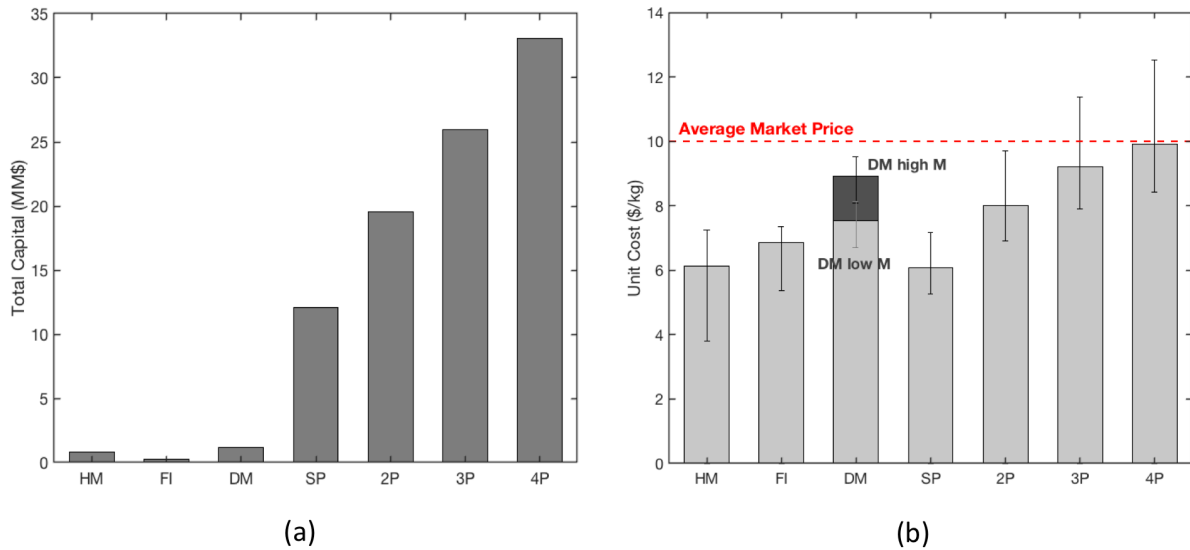 35
30
25
20
15
10
5
0
Total Capital (MM$)
HM FI DM SP 2P 3P 4P
(a)
14
12
10
8
6
4
2
0
Unit Cost ($/kg)
Average Market Price
DM high M
DM low M
HM FI DM SP 2P 3P 4P
(b)